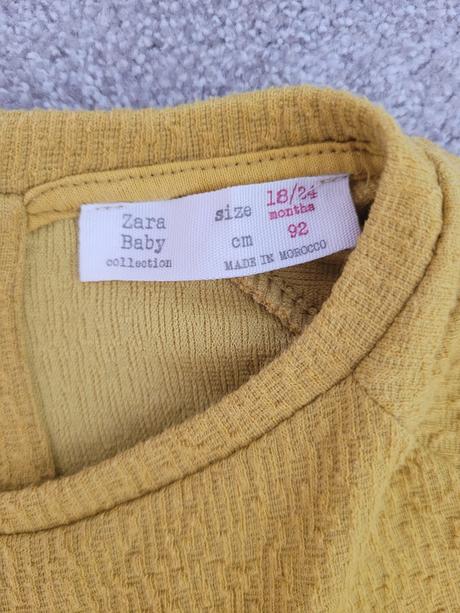 Zara
Baby
collection
size 18/24
months
cm 92
MADE IN MOROCCO